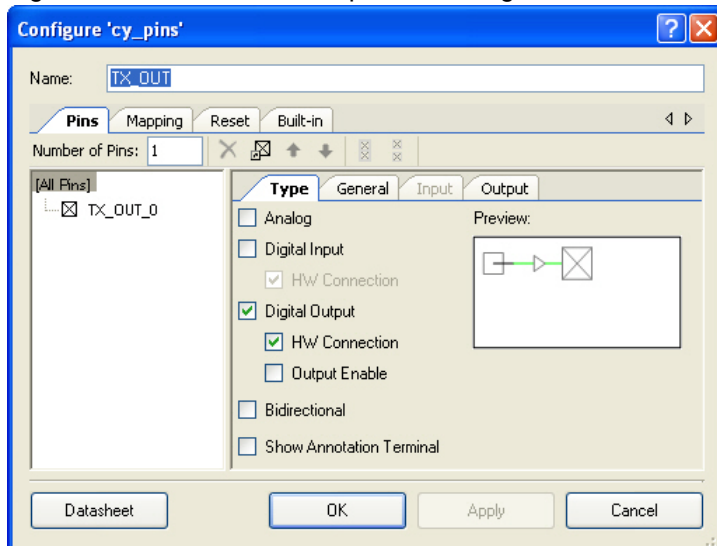 Configure 'cy_pins'
Name: TX_OUT
Pins Mapping Reset Built-in
Number of Pins: 1
[All Pins]
TX_OUT_0
Type General Input Output
Analog
Preview:
Digital Input
HW Connection
Digital Output
HW Connection
Output Enable
Bidirectional
Show Annotation Terminal
Datasheet OK Apply Cancel